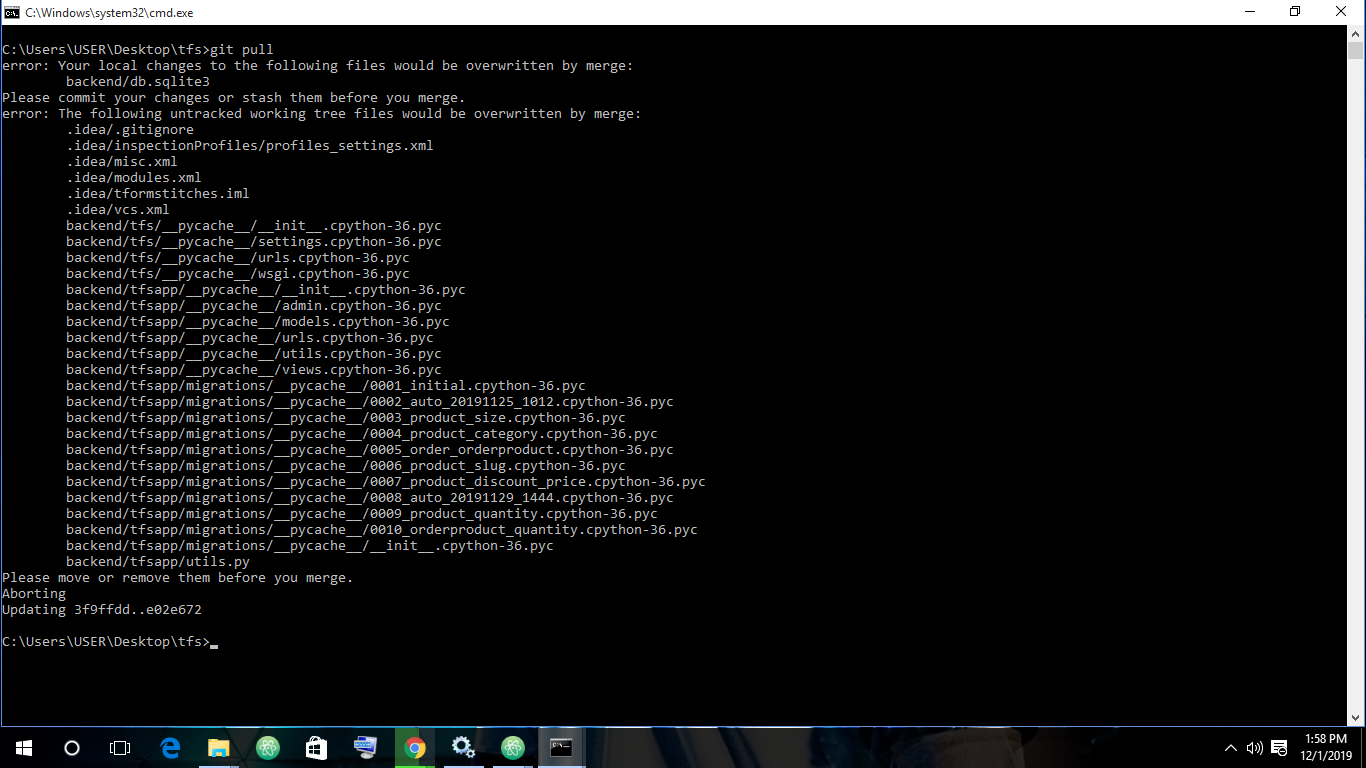 C:\Windows\system32\cmd.exe
C:\Users\USER\Desktop\tfs>git pull
error: Your local changes to the following files would be overwritten by merge:
backend/db.sqlite3
Please commit your changes or stash them before you merge.
error: The following untracked working tree files would be overwritten by merge:
.idea/.gitignore
.idea/inspectionProfiles/profiles_settings.xml
.idea/misc.xml
.idea/modules.xml
.idea/tformstitches.iml
.idea/vcs.xml
backend/tfs/__pycache__/__init__.cpython-36.pyc
backend/tfs/__pycache__/settings.cpython-36.pyc
backend/tfs/__pycache__/urls.cpython-36.pyc
backend/tfs/__pycache__/wsgi.cpython-36.pyc
backend/tfsapp/__pycache__/__init__.cpython-36.pyc
backend/tfsapp/__pycache__/admin.cpython-36.pyc
backend/tfsapp/__pycache__/models.cpython-36.pyc
backend/tfsapp/__pycache__/urls.cpython-36.pyc
backend/tfsapp/__pycache__/utils.cpython-36.pyc
backend/tfsapp/__pycache__/views.cpython-36.pyc
backend/tfsapp/migrations/__pycache__/0001_initial.cpython-36.pyc
backend/tfsapp/migrations/__pycache__/0002_auto_20191125_1012.cpython-36.pyc
backend/tfsapp/migrations/__pycache__/0003_product_size.cpython-36.pyc
backend/tfsapp/migrations/__pycache__/0004_product_category.cpython-36.pyc
backend/tfsapp/migrations/__pycache__/0005_order_orderproduct.cpython-36.pyc
backend/tfsapp/migrations/__pycache__/0006_product_slug.cpython-36.pyc
backend/tfsapp/migrations/__pycache__/0007_product_discount_price.cpython-36.pyc
backend/tfsapp/migrations/__pycache__/0008_auto_20191129_1444.cpython-36.pyc
backend/tfsapp/migrations/__pycache__/0009_product_quantity.cpython-36.pyc
backend/tfsapp/migrations/__pycache__/0010_orderproduct_quantity.cpython-36.pyc
backend/tfsapp/migrations/__pycache__/__init__.cpython-36.pyc
backend/tfsapp/utils.py
Please move or remove them before you merge.
Aborting
Updating 3f9ffdd..e02e672
C:\Users\USER\Desktop\tfs>
1:58 PM
12/1/2019